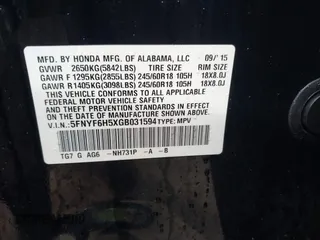 MFD. BY HONDA MFG. OF ALABAMA, LLC 09/ 15
GVWR 2650KG(5842LBS) TIRE SIZE RIM SIZE
GAWR F 1295KG(2855LBS) 245/60R18 105H 18X8.0J
GAWR R 1405KG(3098LBS) 245/60R18 105H 18X8.0J
THIS VEHICLE CONFORMS TO ALL APPLICABLE
FEDERAL MOTOR VEHICLE SAFETY, BUMPER,
AND THEFT PREVENTION STANDARDS IN EFFECT ON
THE DATE OF MANUFACTURE SHOWN ABOVE.
V.I.N.: 5FNYF6H5XGB031594 TYPE: MPV
TG7 G AG6 -NH731P -A -B